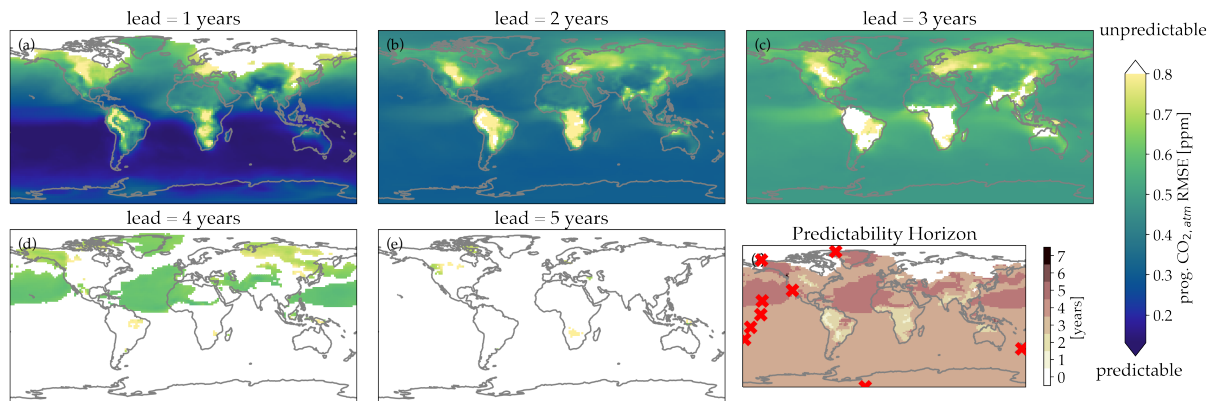 lead = 1 years
lead = 2 years
lead = 3 years
(a)
(b)
(c)
unpredictable
0.8
0.7
0.6
0.5
0.4
0.3
0.2
prog. CO2,atm RMSE [ppm]
predictable
lead = 4 years
lead = 5 years
Predictability Horizon
(d)
(e)
7
6
5
4
3
2
1
0
[years]